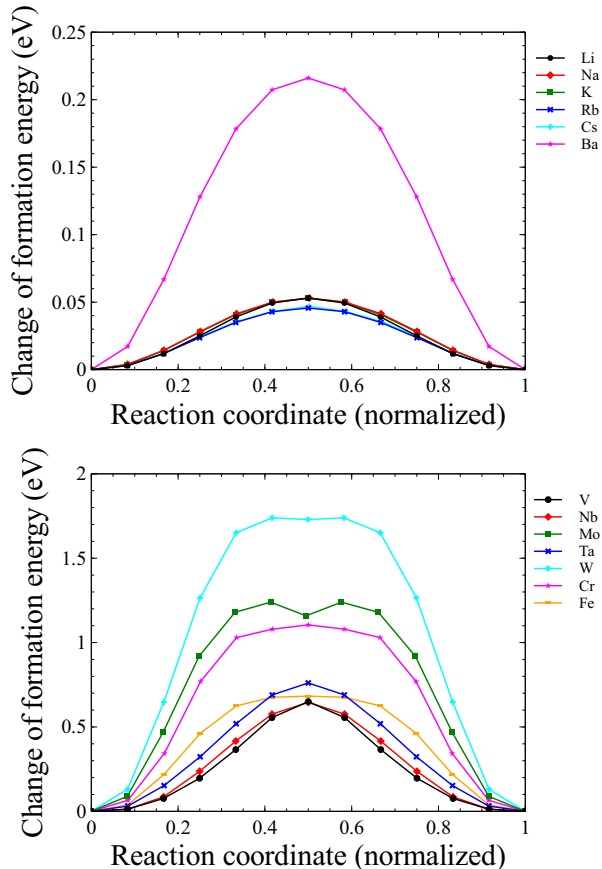 Change of formation energy (eV)
0.25
0.2
0.15
0.1
0.05
0
0 0.2 0.4 0.6 0.8 1
Reaction coordinate (normalized)
Li
Na
K
Rb
Cs
Ba
Change of formation energy (eV)
2
1.5
1
0.5
0
0 0.2 0.4 0.6 0.8 1
Reaction coordinate (normalized)
V
Nb
Mo
Ta
W
Cr
Fe